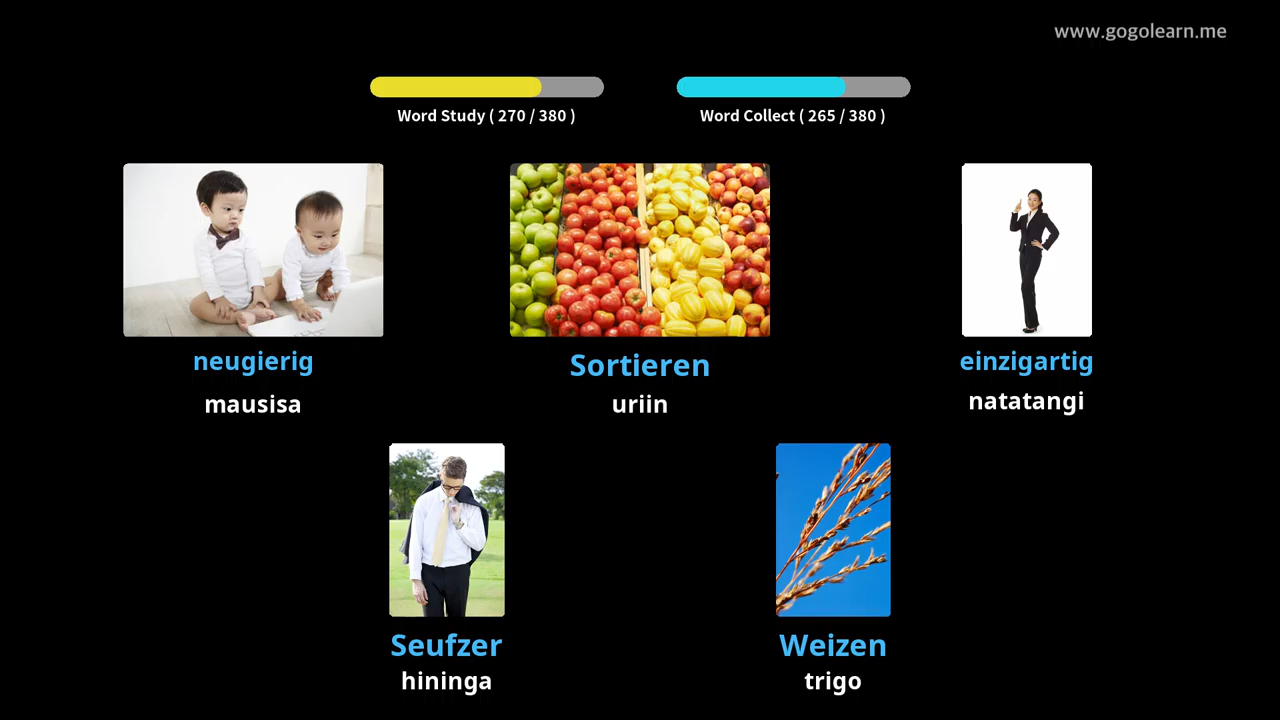 www.gogolearn.me
Word Study ( 270 / 380 )
Word Collect ( 265 / 380 )
neugierig
mausisa
Sortieren
uriin
einzigartig
natatangi
Seufzer
hininga
Weizen
trigo